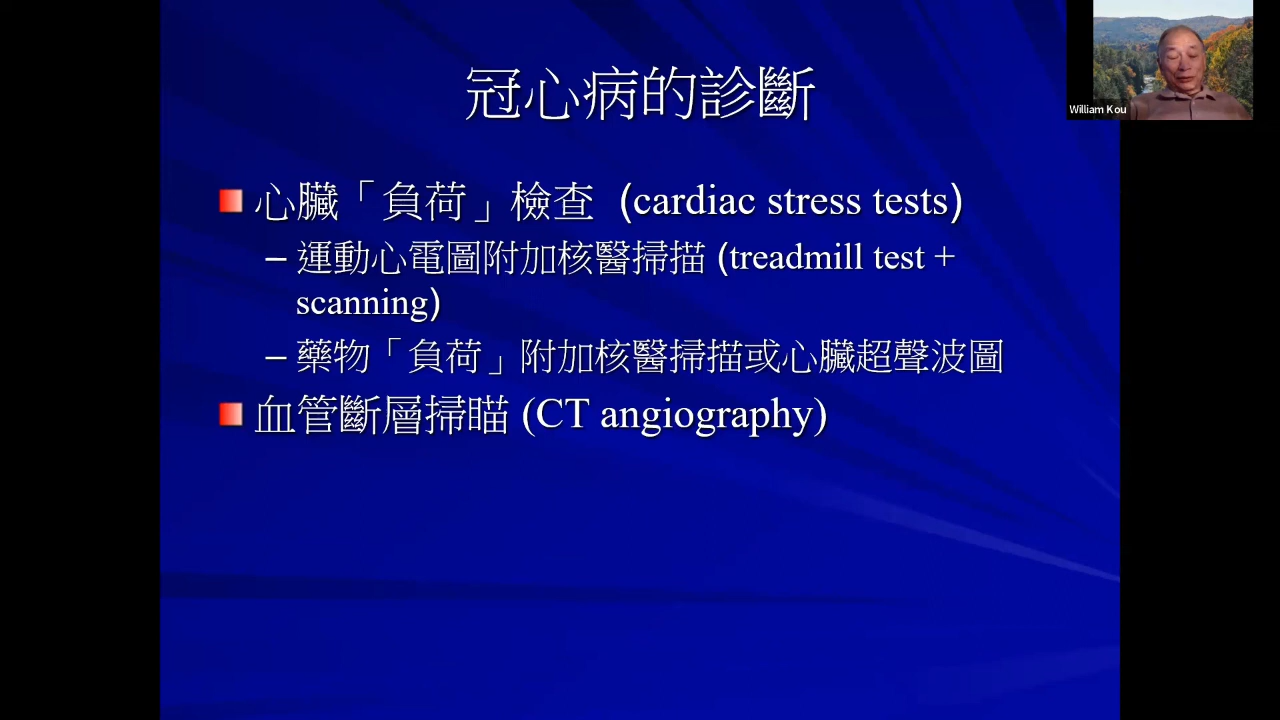 冠心病的診斷
William Kou
心臟「負荷」檢查 (cardiac stress tests)
– 運動心電圖附加核醫掃描 (treadmill test +
scanning)
– 藥物「負荷」附加核醫掃描或心臟超聲波圖
血管斷層掃瞄 (CT angiography)